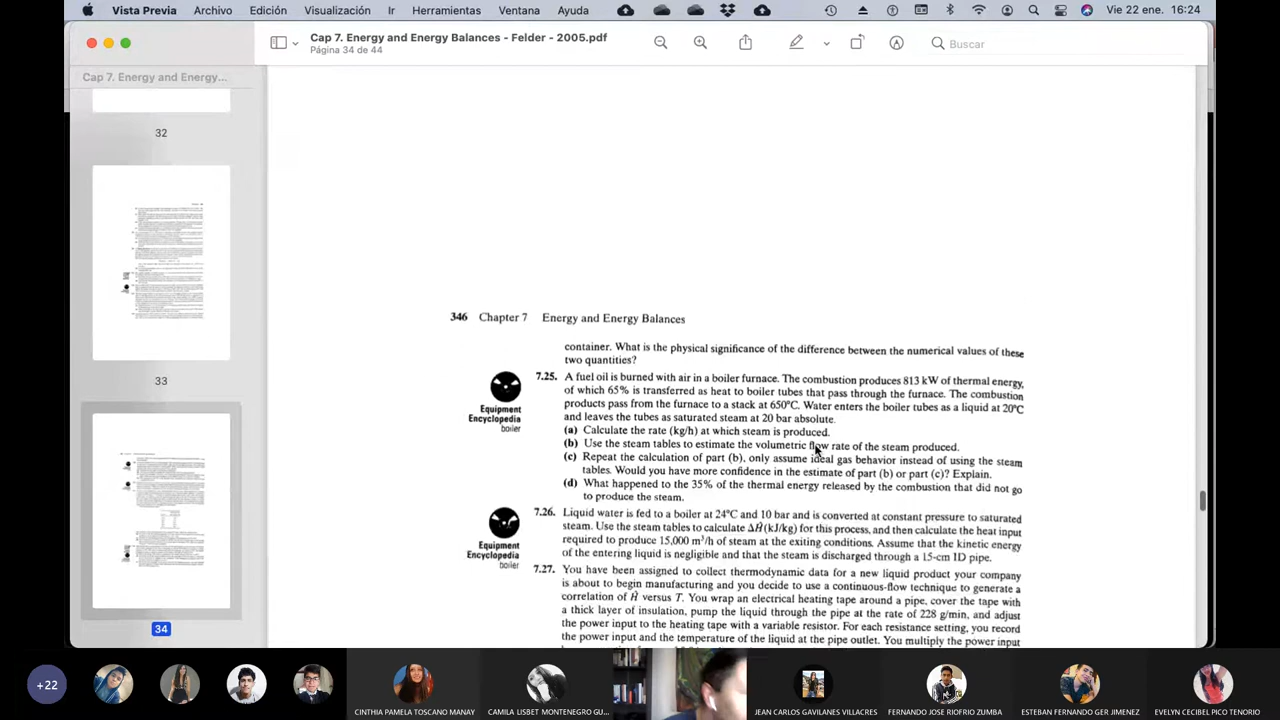 Vista Previa Archivo Edición Visualización Ir Herramientas Ventana Ayuda Vie 22 ene. 16:24
Cap 7. Energy and Energy Balances - Felder - 2005.pdf
Página 34 de 44
Buscar
Cap 7. Energy and Energy...
32
33
34
346 Chapter 7 Energy and Energy Balances
container. What is the physical significance of the difference between the numerical values of these
two quantities?
Equipment
Encyclopedia
boiler
7.25. A fuel oil is burned with air in a boiler furnace. The combustion produces 813 kW of thermal energy,
of which 65% is transferred as heat to boiler tubes that pass through the furnace. The combustion
products pass from the furnace to a stack at 650°C. Water enters the boiler tubes as a liquid at 20°C
and leaves the tubes as saturated steam at 20 bar absolute.
(a) Calculate the rate (kg/h) at which steam is produced.
(b) Use the steam tables to estimate the volumetric flow rate of the steam produced.
(c) Repeat the calculation of part (b), only assume ideal gas behavior instead of using the steam
tables. Would you have more confidence in the estimate of part (b) or part (c)? Explain.
(d) What happened to the 35% of the thermal energy released by the combustion that did not go
to produce the steam.
Equipment
Encyclopedia
boiler
7.26. Liquid water is fed to a boiler at 24°C and 10 bar and is converted at constant pressure to saturated
steam. Use the steam tables to calculate ΔĤ(kJ/kg) for this process, and then calculate the heat input
required to produce 15,000 m³/h of steam at the exiting conditions. Assume that the kinetic energy
of the entering liquid is negligible and that the steam is discharged through a 15-cm ID pipe.
7.27. You have been assigned to collect thermodynamic data for a new liquid product your company
is about to begin manufacturing and you decide to use a continuous-flow technique to generate a
correlation of Ĥ versus T. You wrap an electrical heating tape around a pipe, cover the tape with
a thick layer of insulation, pump the liquid through the pipe at the rate of 228 g/min, and adjust
the power input to the heating tape with a variable resistor. For each resistance setting, you record
the power input and the temperature of the liquid at the pipe outlet. You multiply the power input
+22
CINTHIA PAMELA TOSCANO MANAY
CAMILA LISBET MONTENEGRO GU...
JEAN CARLOS GAVILANES VILLACRES
FERNANDO JOSE RIOFRIO ZUMBA
ESTEBAN FERNANDO GER JIMENEZ
EVELYN CECIBEL PICO TENORIO